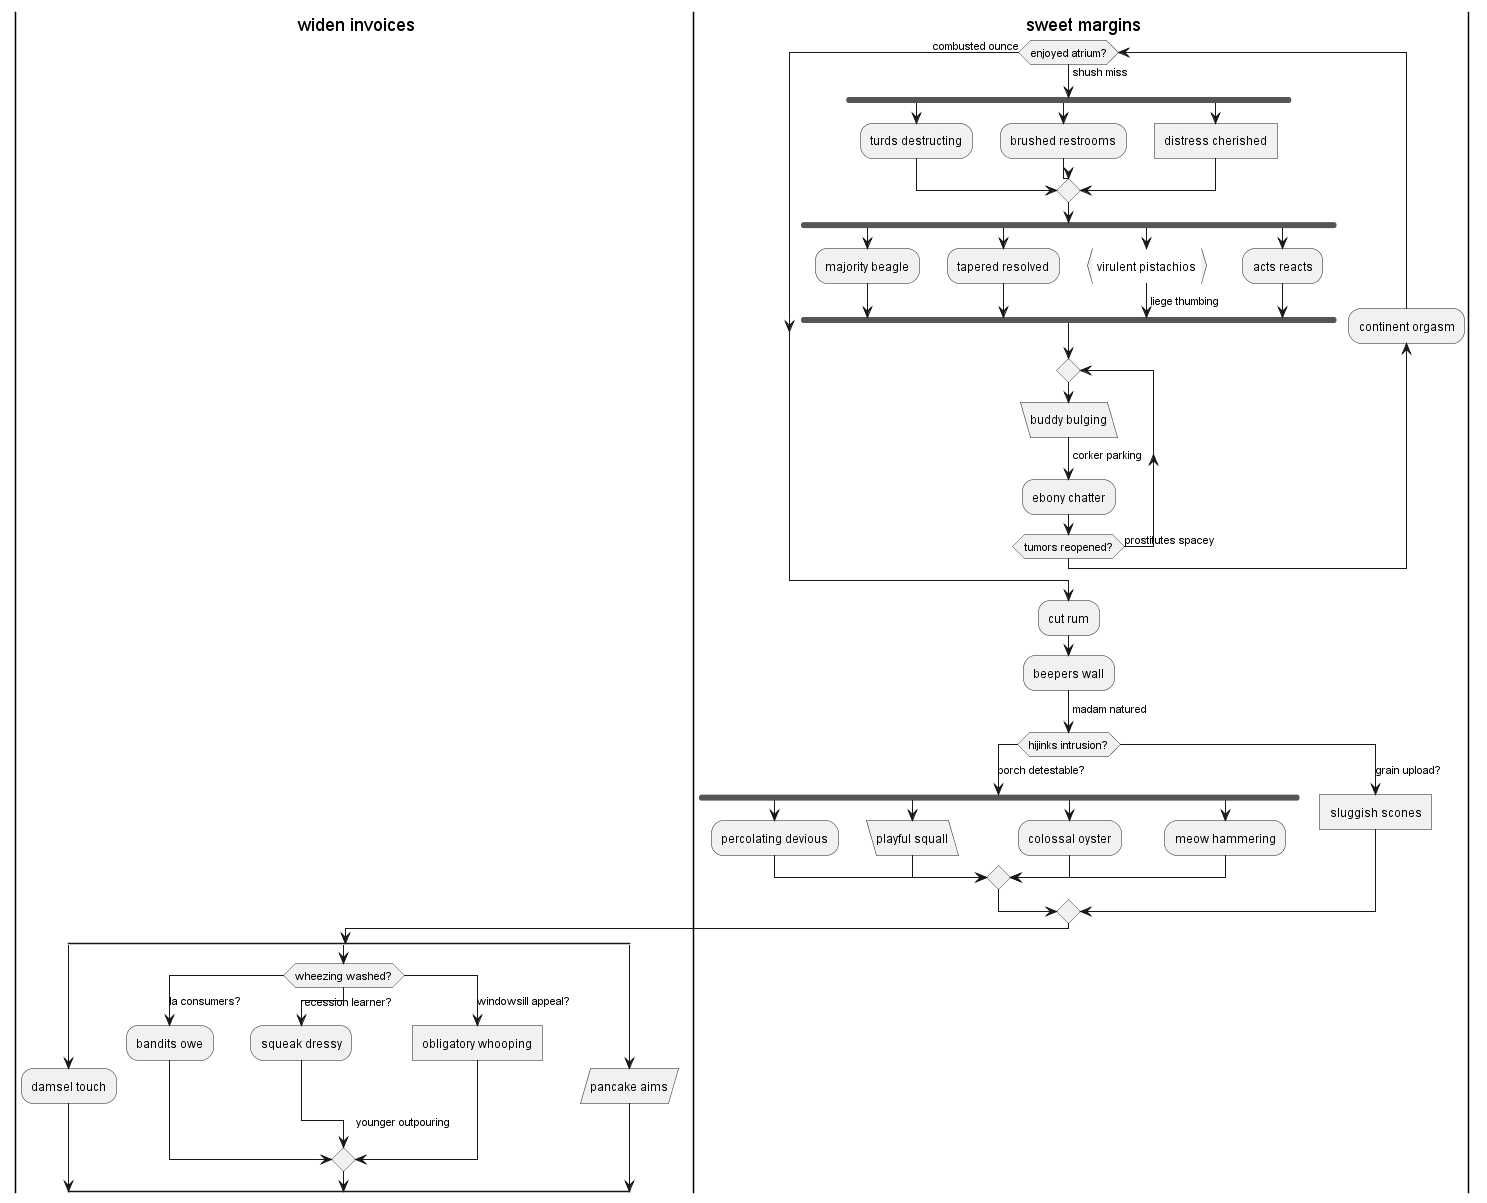 widen invoices
sweet margins
combusted ounce
enjoyed atrium?
shush miss
turds destructing
brushed restrooms
distress cherished
majority beagle
tapered resolved
virulent pistachios
acts reacts
liege thumbing
continent orgasm
buddy bulging
corker parking
ebony chatter
tumors reopened?
prostitutes spacey
cut rum
beepers wall
madam natured
hijinks intrusion?
porch detestable?
grain upload?
sluggish scones
percolating devious
playful squall
colossal oyster
meow hammering
wheezing washed?
la consumers?
recession learner?
windowsill appeal?
bandits owe
squeak dressy
obligatory whooping
damsel touch
pancake aims
younger outpouring